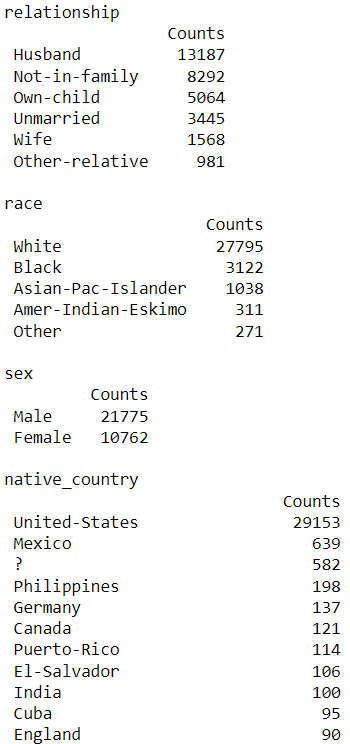 relationship
Counts
Husband 13187
Not-in-family 8292
Own-child 5064
Unmarried 3445
Wife 1568
Other-relative 981
race
Counts
White 27795
Black 3122
Asian-Pac-Islander 1038
Amer-Indian-Eskimo 311
Other 271
sex
Counts
Male 21775
Female 10762
native_country
Counts
United-States 29153
Mexico 639
? 582
Philippines 198
Germany 137
Canada 121
Puerto-Rico 114
El-Salvador 106
India 100
Cuba 95
England 90